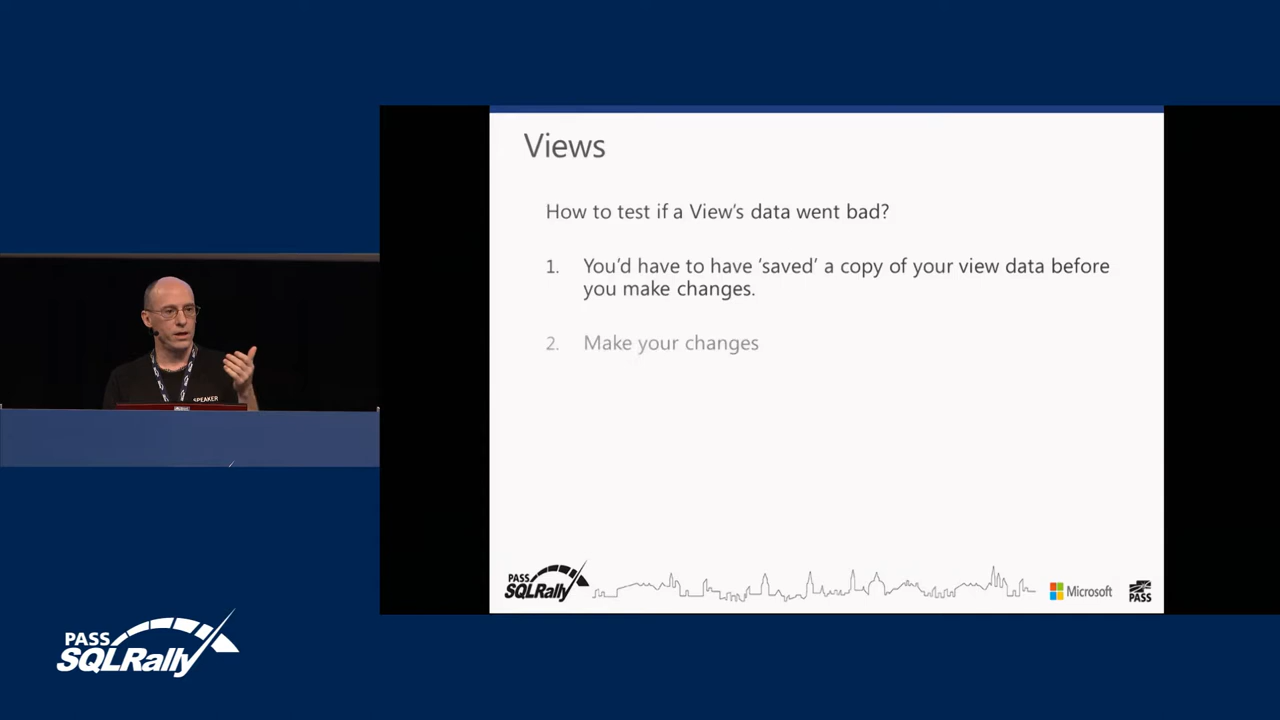 Views
How to test if a View's data went bad?
1. You'd have to have ‘saved’ a copy of your view data before
you make changes.
2. Make your changes
SPEAKER
PASS
SQLRally
Microsoft
PASS
PASS
SQLRally